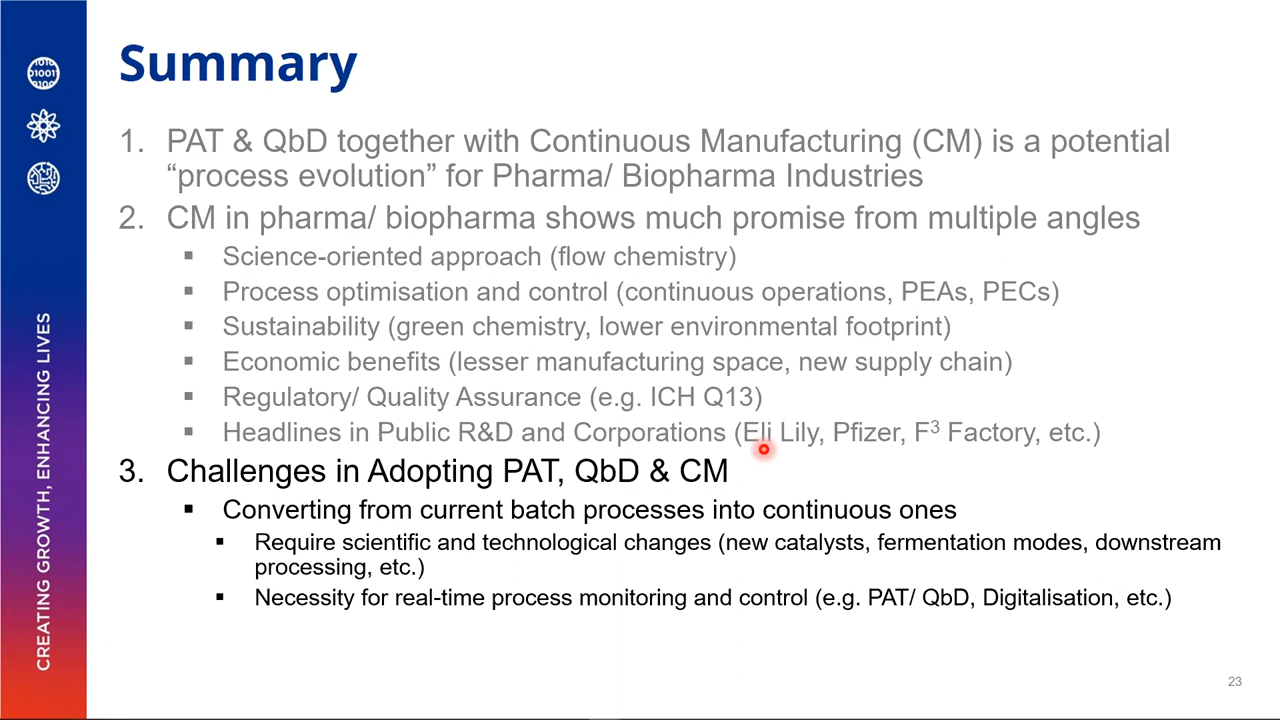 Summary
1. PAT & QbD together with Continuous Manufacturing (CM) is a potential
“process evolution” for Pharma/ Biopharma Industries
2. CM in pharma/ biopharma shows much promise from multiple angles
▪ Science-oriented approach (flow chemistry)
▪ Process optimisation and control (continuous operations, PEAs, PECs)
▪ Sustainability (green chemistry, lower environmental footprint)
▪ Economic benefits (lesser manufacturing space, new supply chain)
▪ Regulatory/ Quality Assurance (e.g. ICH Q13)
▪ Headlines in Public R&D and Corporations (Eli Lily, Pfizer, F³ Factory, etc.)
3. Challenges in Adopting PAT, QbD & CM
▪ Converting from current batch processes into continuous ones
▪ Require scientific and technological changes (new catalysts, fermentation modes, downstream
processing, etc.)
▪ Necessity for real-time process monitoring and control (e.g. PAT/ QbD, Digitalisation, etc.)
CREATING GROWTH, ENHANCING LIVES
23